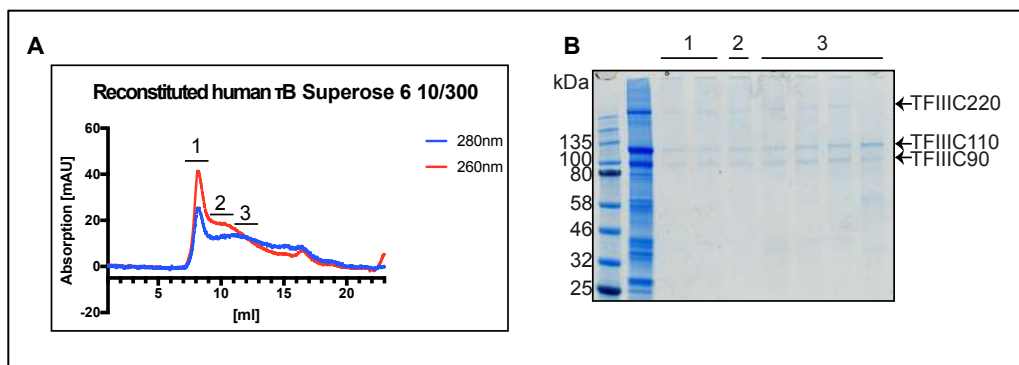 A
Reconstituted human τB Superose 6 10/300
60
40
20
0
-20
Absorption [mAU]
5
10
15
20
[ml]
1
2
3
280nm
260nm
B
1
2
3
kDa
135
100
80
58
46
32
25
TFIIIC220
TFIIIC110
TFIIIC90